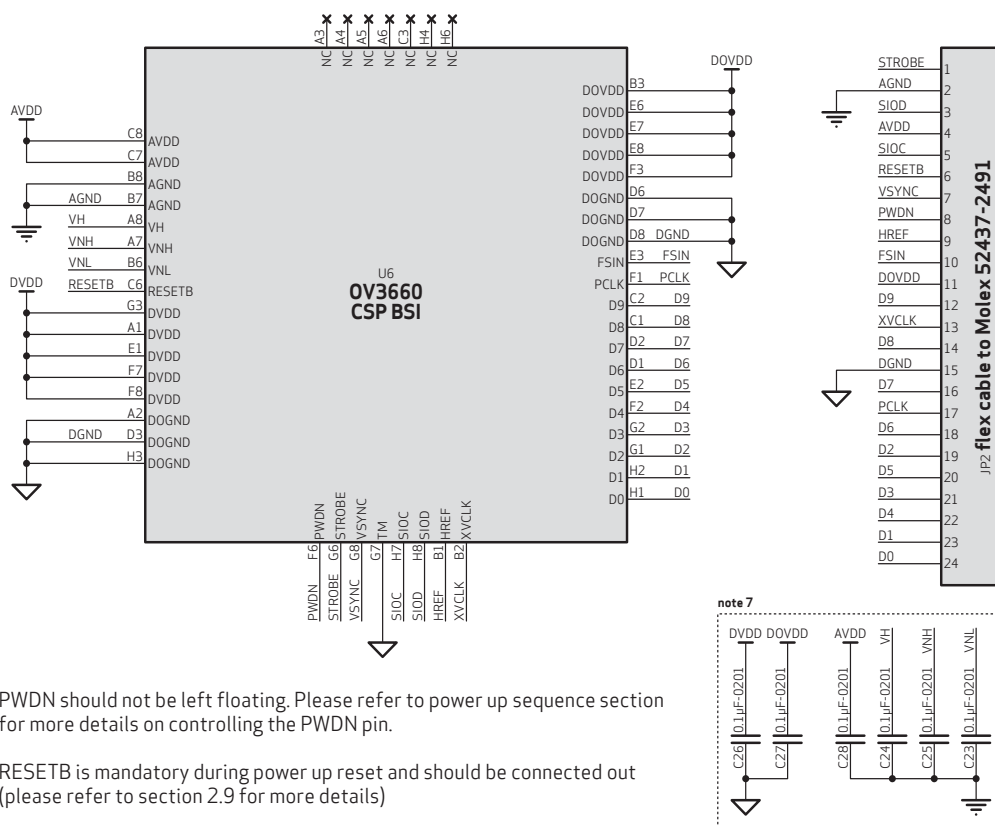 A3 A4 A5 A6 C3 H4 H6
NC NC NC NC NC NC NC
AVDD
C8 AVDD
C7 AVDD
B8 AGND
AGND B7 AGND
VH A8 VH
VNH A7 VNH
VNL B6 VNL
DVDD
RESETB C6 RESETB
G3 DVDD
A1 DVDD
E1 DVDD
F7 DVDD
F8 DVDD
A2 DOGND
DGND D3 DOGND
H3 DOGND
U6
OV3660
CSP BSI
DOVDD
DOVDD B3
DOVDD E6
DOVDD E7
DOVDD E8
DOVDD F3
DOGND D6
DOGND D7
DOGND D8 DGND
FSIN E3 FSIN
PCLK F1 PCLK
D9 C2 D9
D8 C1 D8
D7 D2 D7
D6 D1 D6
D5 E2 D5
D4 F2 D4
D3 G2 D3
D2 G1 D2
D1 H2 D1
D0 H1 D0
PWDN STROBE VSYNC TM SIOC SIOD HREF XVCLK
F6 G6 G8 G7 H7 H8 B1 B2
PWDN STROBE VSYNC SIOC SIOD HREF XVCLK
STROBE 1
AGND 2
SIOD 3
AVDD 4
SIOC 5
RESETB 6
VSYNC 7
PWDN 8
HREF 9
FSIN 10
DOVDD 11
D9 12
XVCLK 13
D8 14
DGND 15
D7 16
PCLK 17
D6 18
D2 19
D5 20
D3 21
D4 22
D1 23
D0 24
JP2 flex cable to Molex 52437-2491
note 7
DVDD DOVDD AVDD VH VNH VNL
0.1µF-0201 0.1µF-0201 0.1µF-0201 0.1µF-0201 0.1µF-0201 0.1µF-0201
C26 C27 C28 C24 C25 C23
PWDN should not be left floating. Please refer to power up sequence section
for more details on controlling the PWDN pin.
RESETB is mandatory during power up reset and should be connected out
(please refer to section 2.9 for more details)